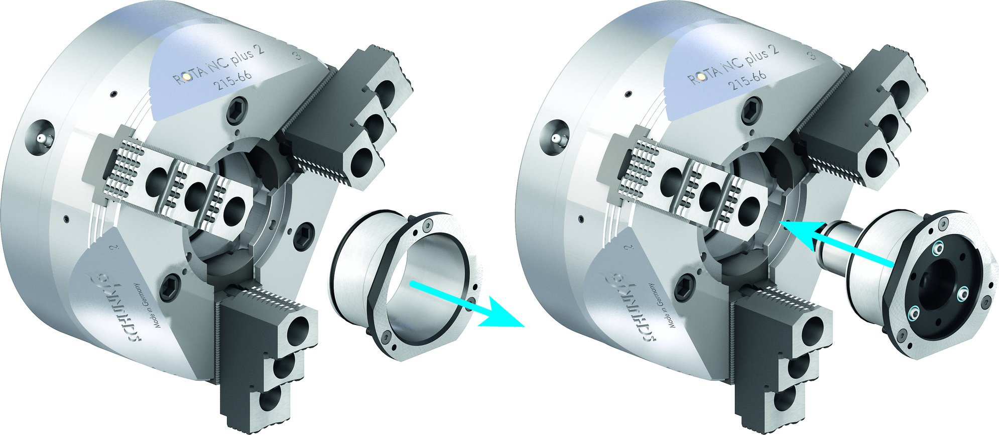 ROTA NC plus 2
215-66
3
2
SCHUNK
Made in Germany
ROTA NC plus 2
215-66
3
2
SCHUNK
Made in Germany